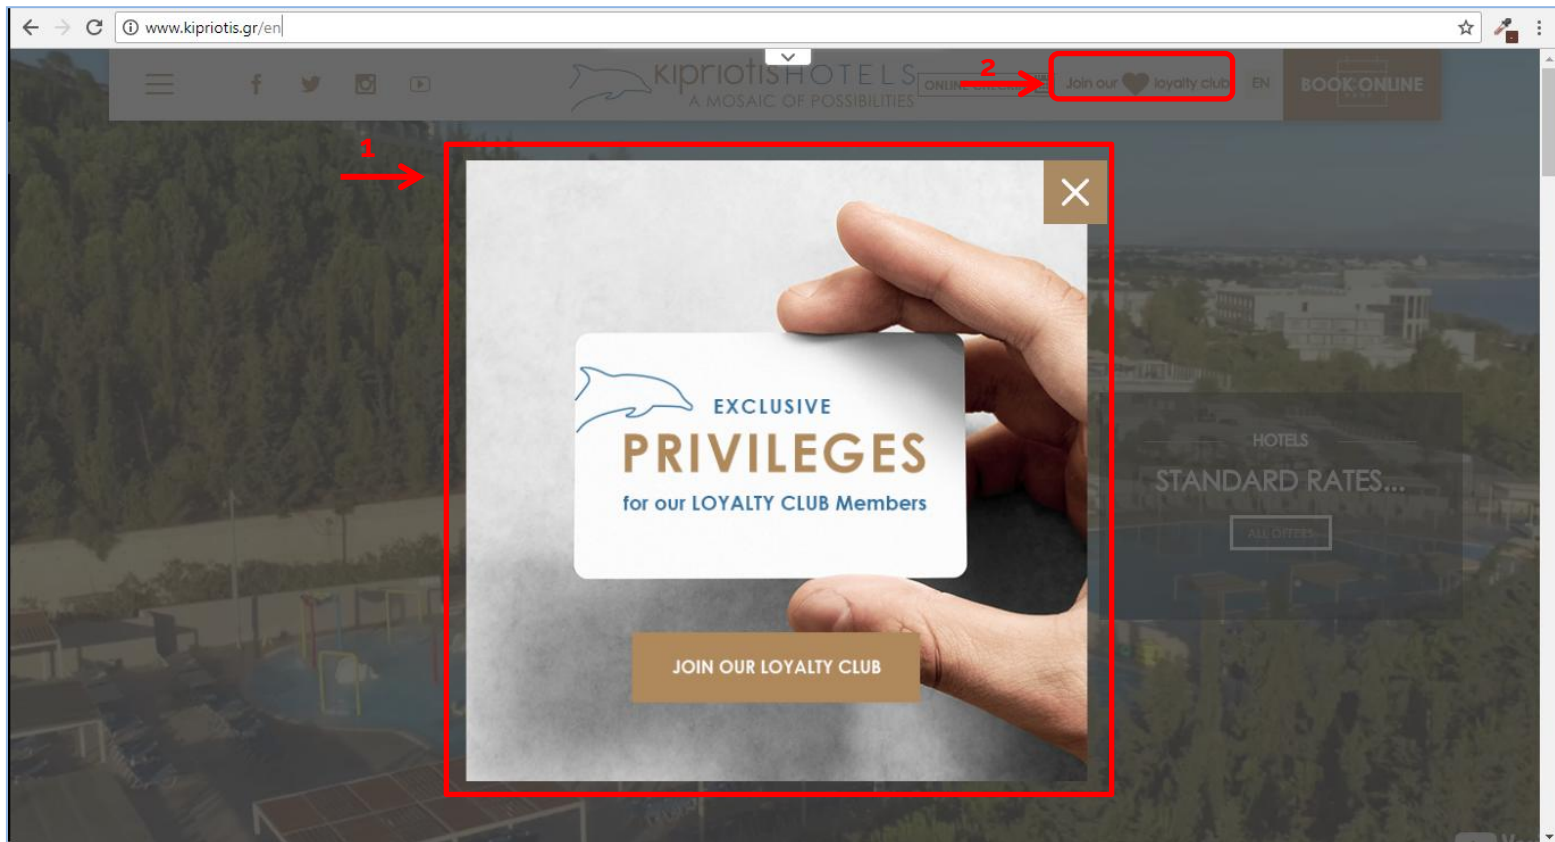 www.kipriotis.gr/en
kipriotis HOTELS
A MOSAIC OF POSSIBILITIES
ONLINE
2
Join our loyalty club
EN
BOOK ONLINE
1
EXCLUSIVE
PRIVILEGES
for our LOYALTY CLUB Members
JOIN OUR LOYALTY CLUB
HOTELS
STANDARD RATES...
ALL OFFERS